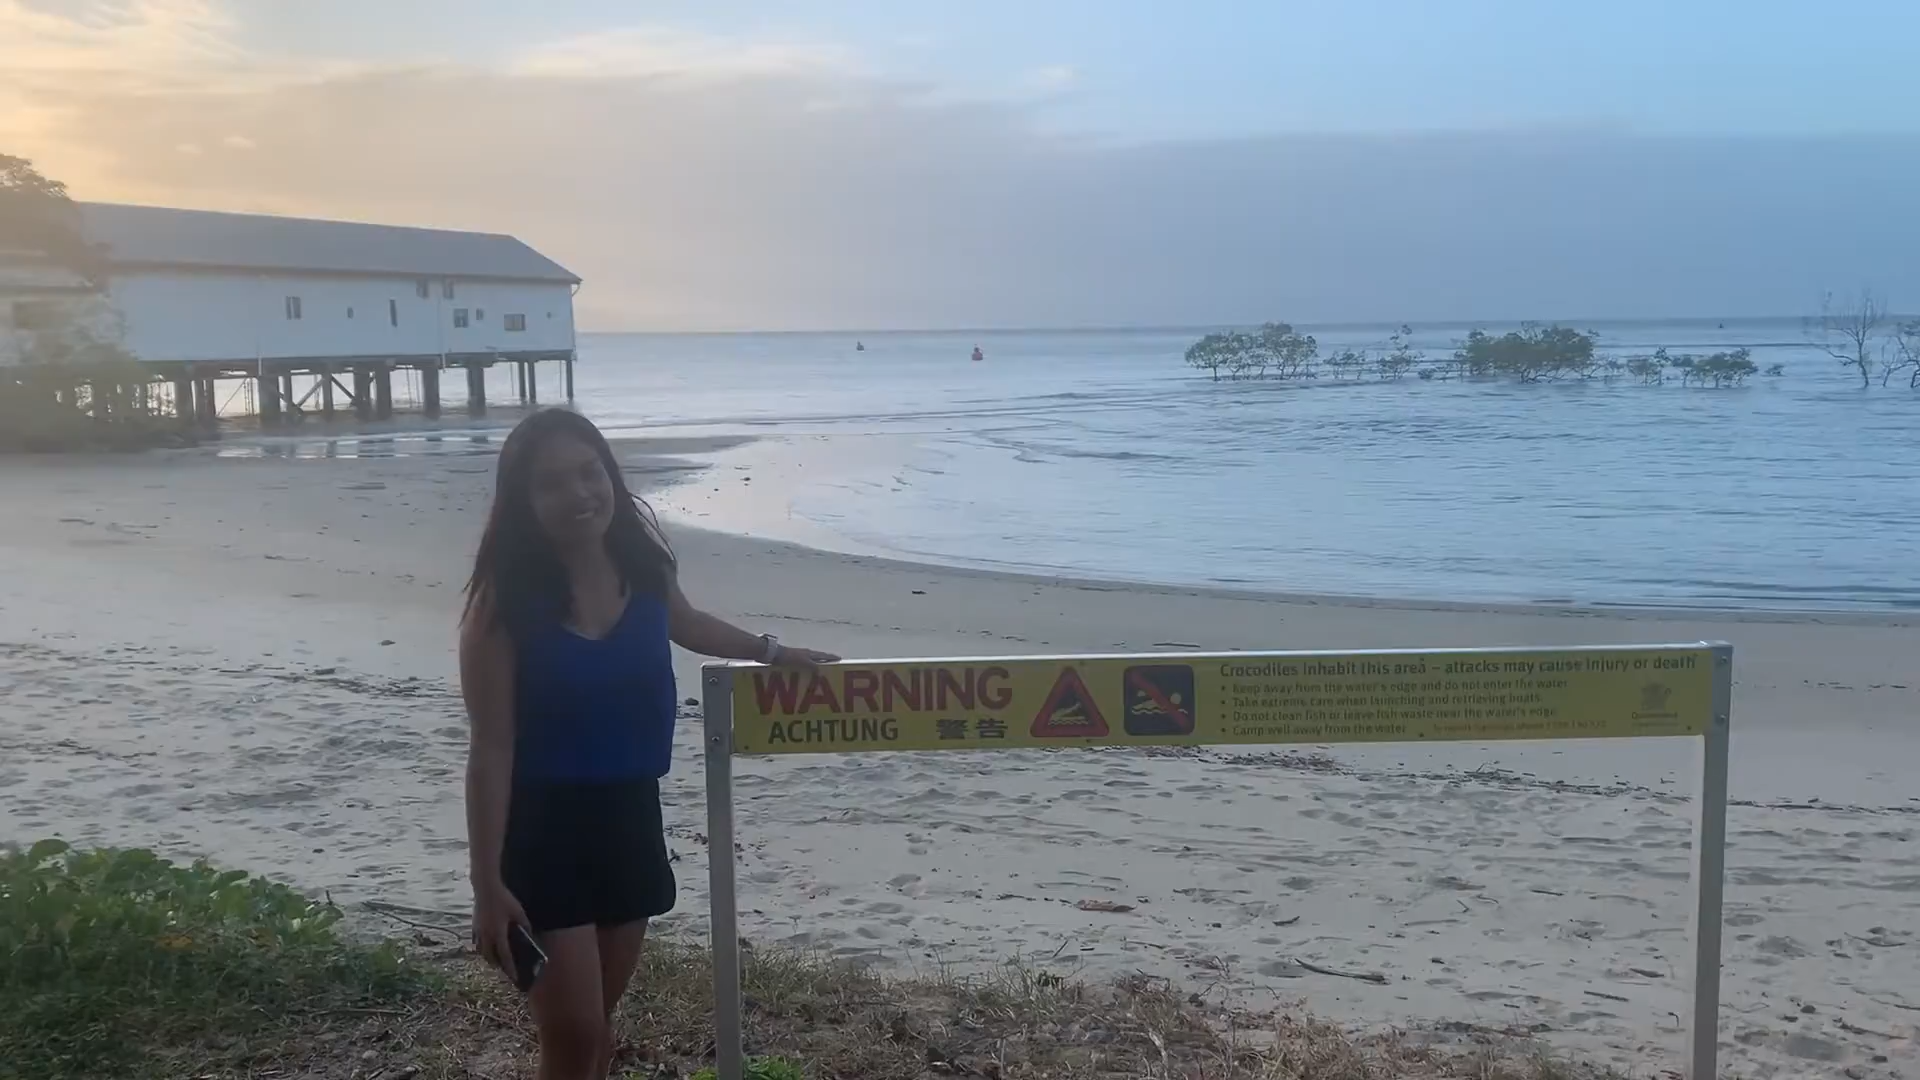 WARNING
ACHTUNG 警告
Crocodiles inhabit this area – attacks may cause injury or death
• Keep away from the water's edge and do not enter the water.
• Take extreme care when launching and retrieving boats.
• Do not clean fish or leave fish waste near the water's edge.
• Camp well away from the water.
Queensland